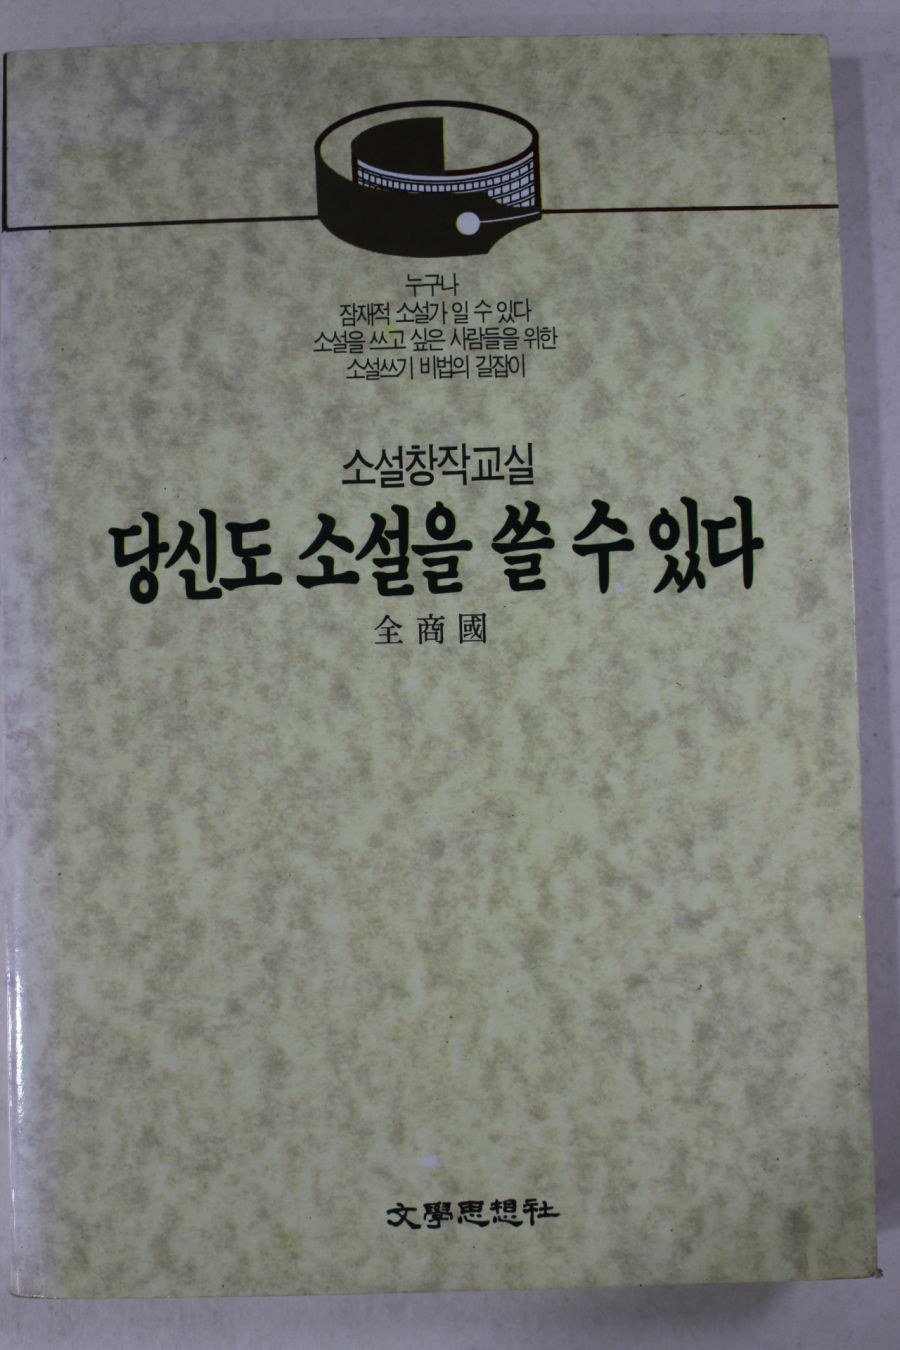 누구나
잠재적 소설가 일 수 있다
소설을 쓰고 싶은 사람들을 위한
소설쓰기 비법의 길잡이
소설창작교실
당신도 소설을 쓸 수 있다
全商國
文學思想社